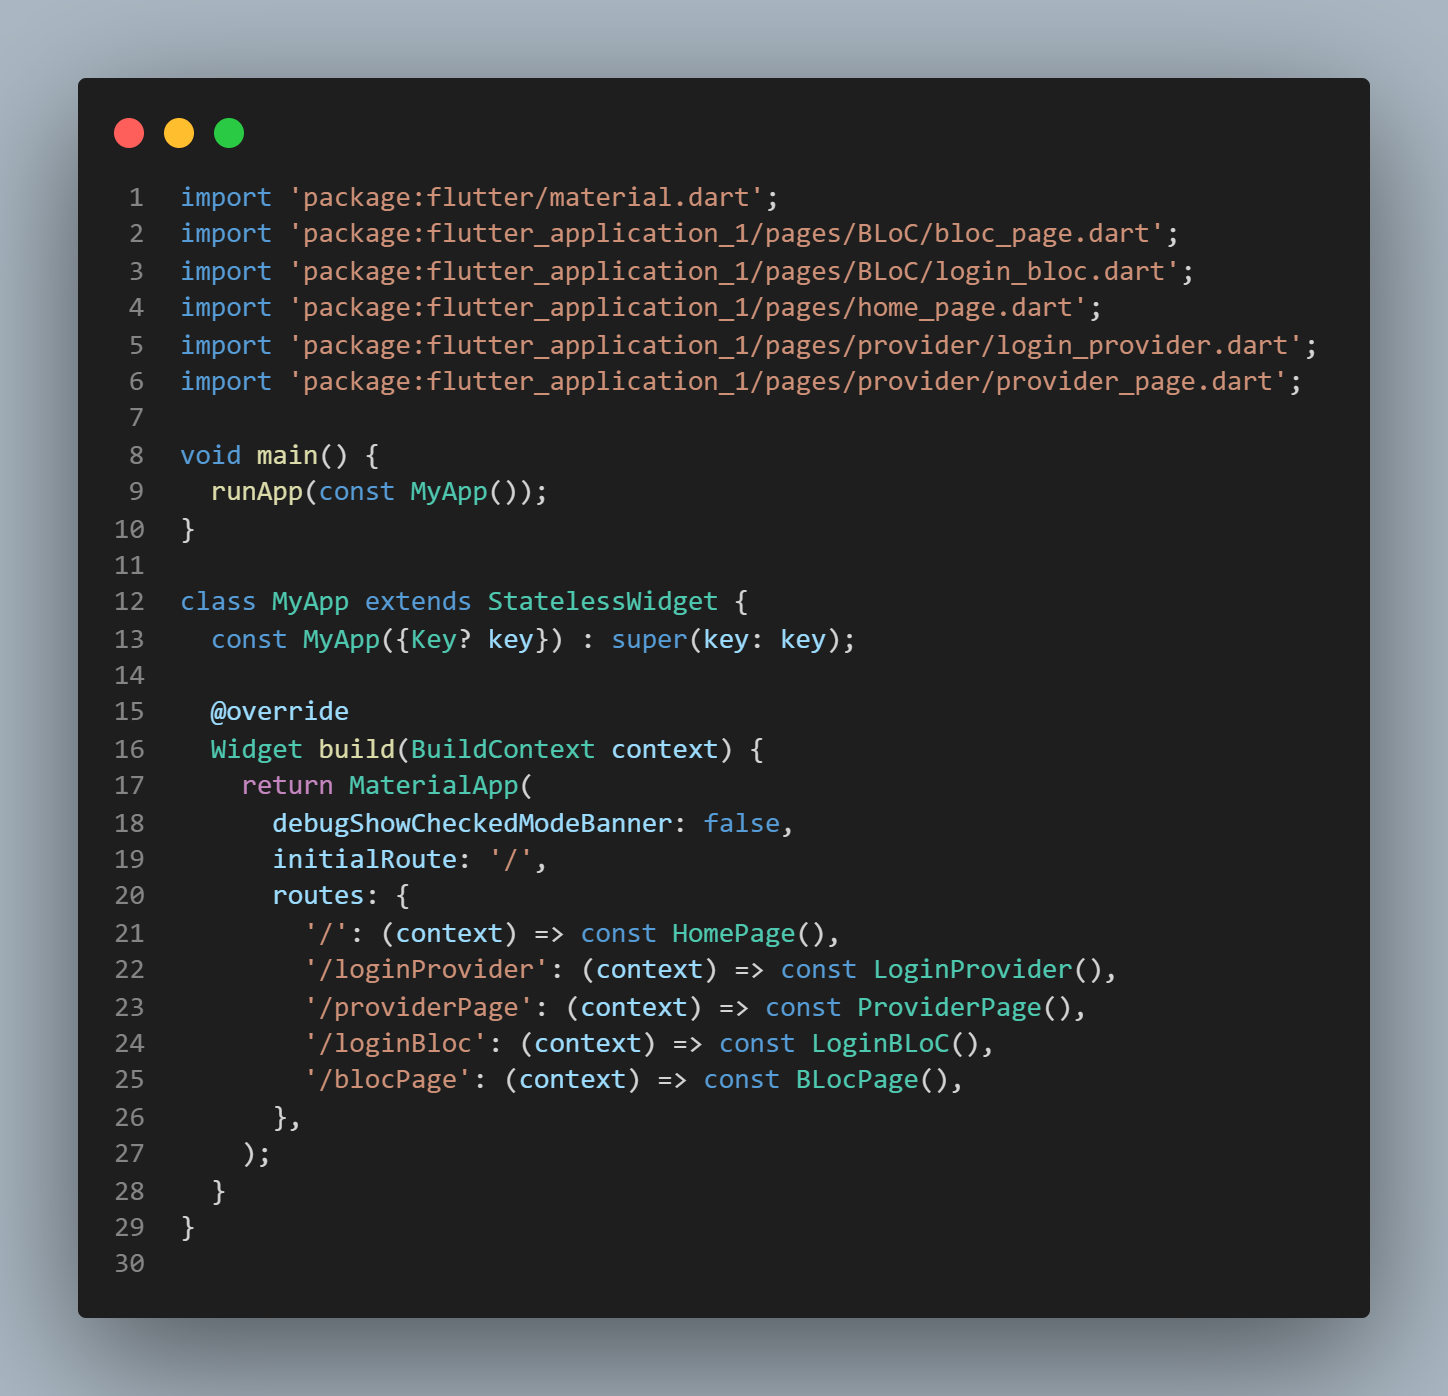 1 import 'package:flutter/material.dart';
2 import 'package:flutter_application_1/pages/BLoC/bloc_page.dart';
3 import 'package:flutter_application_1/pages/BLoC/login_bloc.dart';
4 import 'package:flutter_application_1/pages/home_page.dart';
5 import 'package:flutter_application_1/pages/provider/login_provider.dart';
6 import 'package:flutter_application_1/pages/provider/provider_page.dart';
7
8 void main() {
9   runApp(const MyApp());
10 }
11
12 class MyApp extends StatelessWidget {
13   const MyApp({Key? key}) : super(key: key);
14
15   @override
16   Widget build(BuildContext context) {
17     return MaterialApp(
18       debugShowCheckedModeBanner: false,
19       initialRoute: '/',
20       routes: {
21         '/': (context) => const HomePage(),
22         '/loginProvider': (context) => const LoginProvider(),
23         '/providerPage': (context) => const ProviderPage(),
24         '/loginBloc': (context) => const LoginBLoC(),
25         '/blocPage': (context) => const BLocPage(),
26       },
27     );
28   }
29 }
30